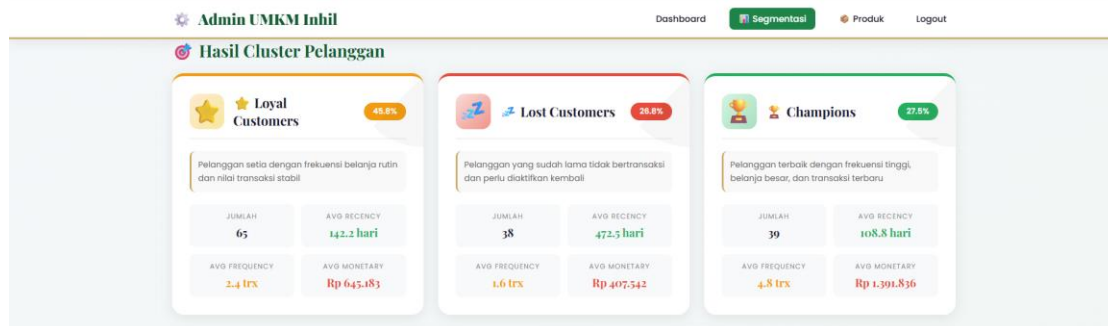 Admin UMKM Inhil
Dashboard
Segmentasi
Produk
Logout
Hasil Cluster Pelanggan
Loyal
Customers
45.8%
Pelanggan setia dengan frekuensi belanja rutin
dan nilai transaksi stabil
JUMLAH
65
AVG RECENCY
142.2 hari
AVG FREQUENCY
2.4 trx
AVG MONETARY
Rp 645.183
Lost Customers
26.8%
Pelanggan yang sudah lama tidak bertransaksi
dan perlu diaktifkan kembali
JUMLAH
38
AVG RECENCY
472.5 hari
AVG FREQUENCY
1.6 trx
AVG MONETARY
Rp 407.542
Champions
27.5%
Pelanggan terbaik dengan frekuensi tinggi,
belanja besar, dan transaksi terbaru
JUMLAH
39
AVG RECENCY
108.8 hari
AVG FREQUENCY
4.8 trx
AVG MONETARY
Rp 1.391.836